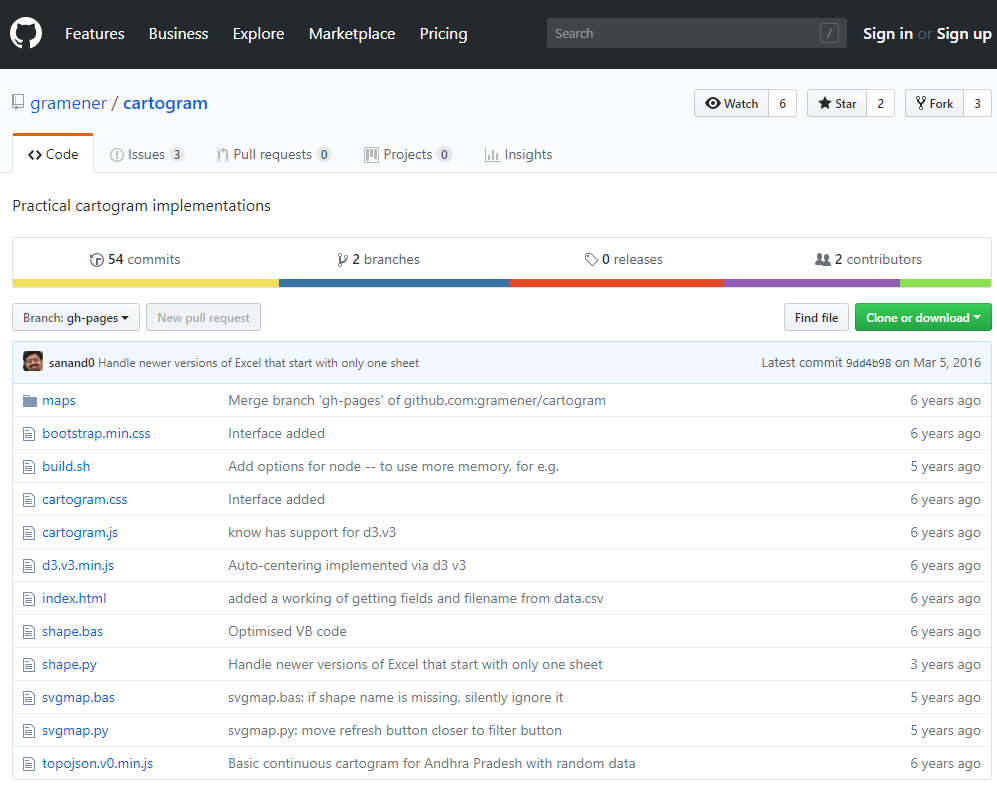 Features Business Explore Marketplace Pricing Search / Sign in or Sign up
gramener / cartogram Watch 6 Star 2 Fork 3
Code Issues 3 Pull requests 0 Projects 0 Insights
Practical cartogram implementations
54 commits 2 branches 0 releases 2 contributors
Branch: gh-pages New pull request Find file Clone or download
sanand0 Handle newer versions of Excel that start with only one sheet Latest commit 9dd4b98 on Mar 5, 2016
maps Merge branch 'gh-pages' of github.com:gramener/cartogram 6 years ago
bootstrap.min.css Interface added 6 years ago
build.sh Add options for node -- to use more memory, for e.g. 5 years ago
cartogram.css Interface added 6 years ago
cartogram.js know has support for d3.v3 6 years ago
d3.v3.min.js Auto-centering implemented via d3 v3 6 years ago
index.html added a working of getting fields and filename from data.csv 6 years ago
shape.bas Optimised VB code 6 years ago
shape.py Handle newer versions of Excel that start with only one sheet 3 years ago
svgmap.bas svgmap.bas: if shape name is missing, silently ignore it 5 years ago
svgmap.py svgmap.py: move refresh button closer to filter button 5 years ago
topojson.v0.min.js Basic continuous cartogram for Andhra Pradesh with random data 6 years ago